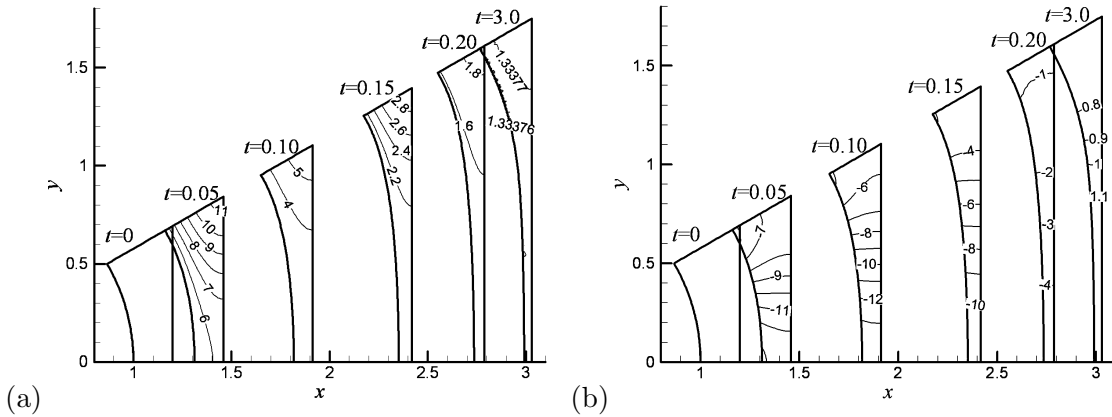 t=3.0
t=0.20
1.5
1.33377
1.8
t=0.15
2.8
2.6
1.6
1.33376
2.4
2.2
t=0.10
1
5
y
4
t=0.05
11
10
9
t=0
8
7
0.5
6
0
1
1.5
2
2.5
3
(a)
x
t=3.0
t=0.20
1.5
-1
t=0.15
0.8
-4
0.9
t=0.10
1
-2
1
y
-6
-6
1.1
t=0.05
-8
-3
t=0
-7
-8
0.5
-10
-9
-4
-12
-10
-11
0
1
1.5
2
2.5
3
(b)
x